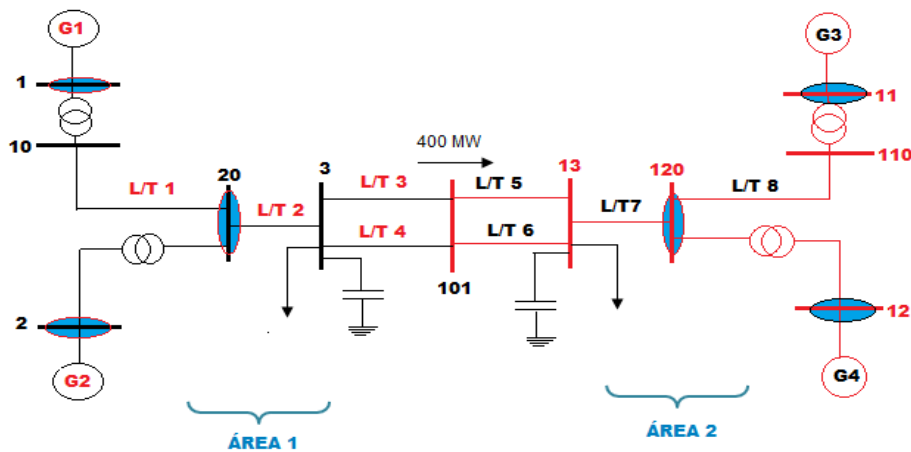 G1
G3
1
11
10
110
20
3
400 MW
13
120
L/T 1
L/T 2
L/T 3
L/T 5
L/T7
L/T 8
L/T 4
L/T 6
101
2
12
G2
G4
ÁREA 1
ÁREA 2